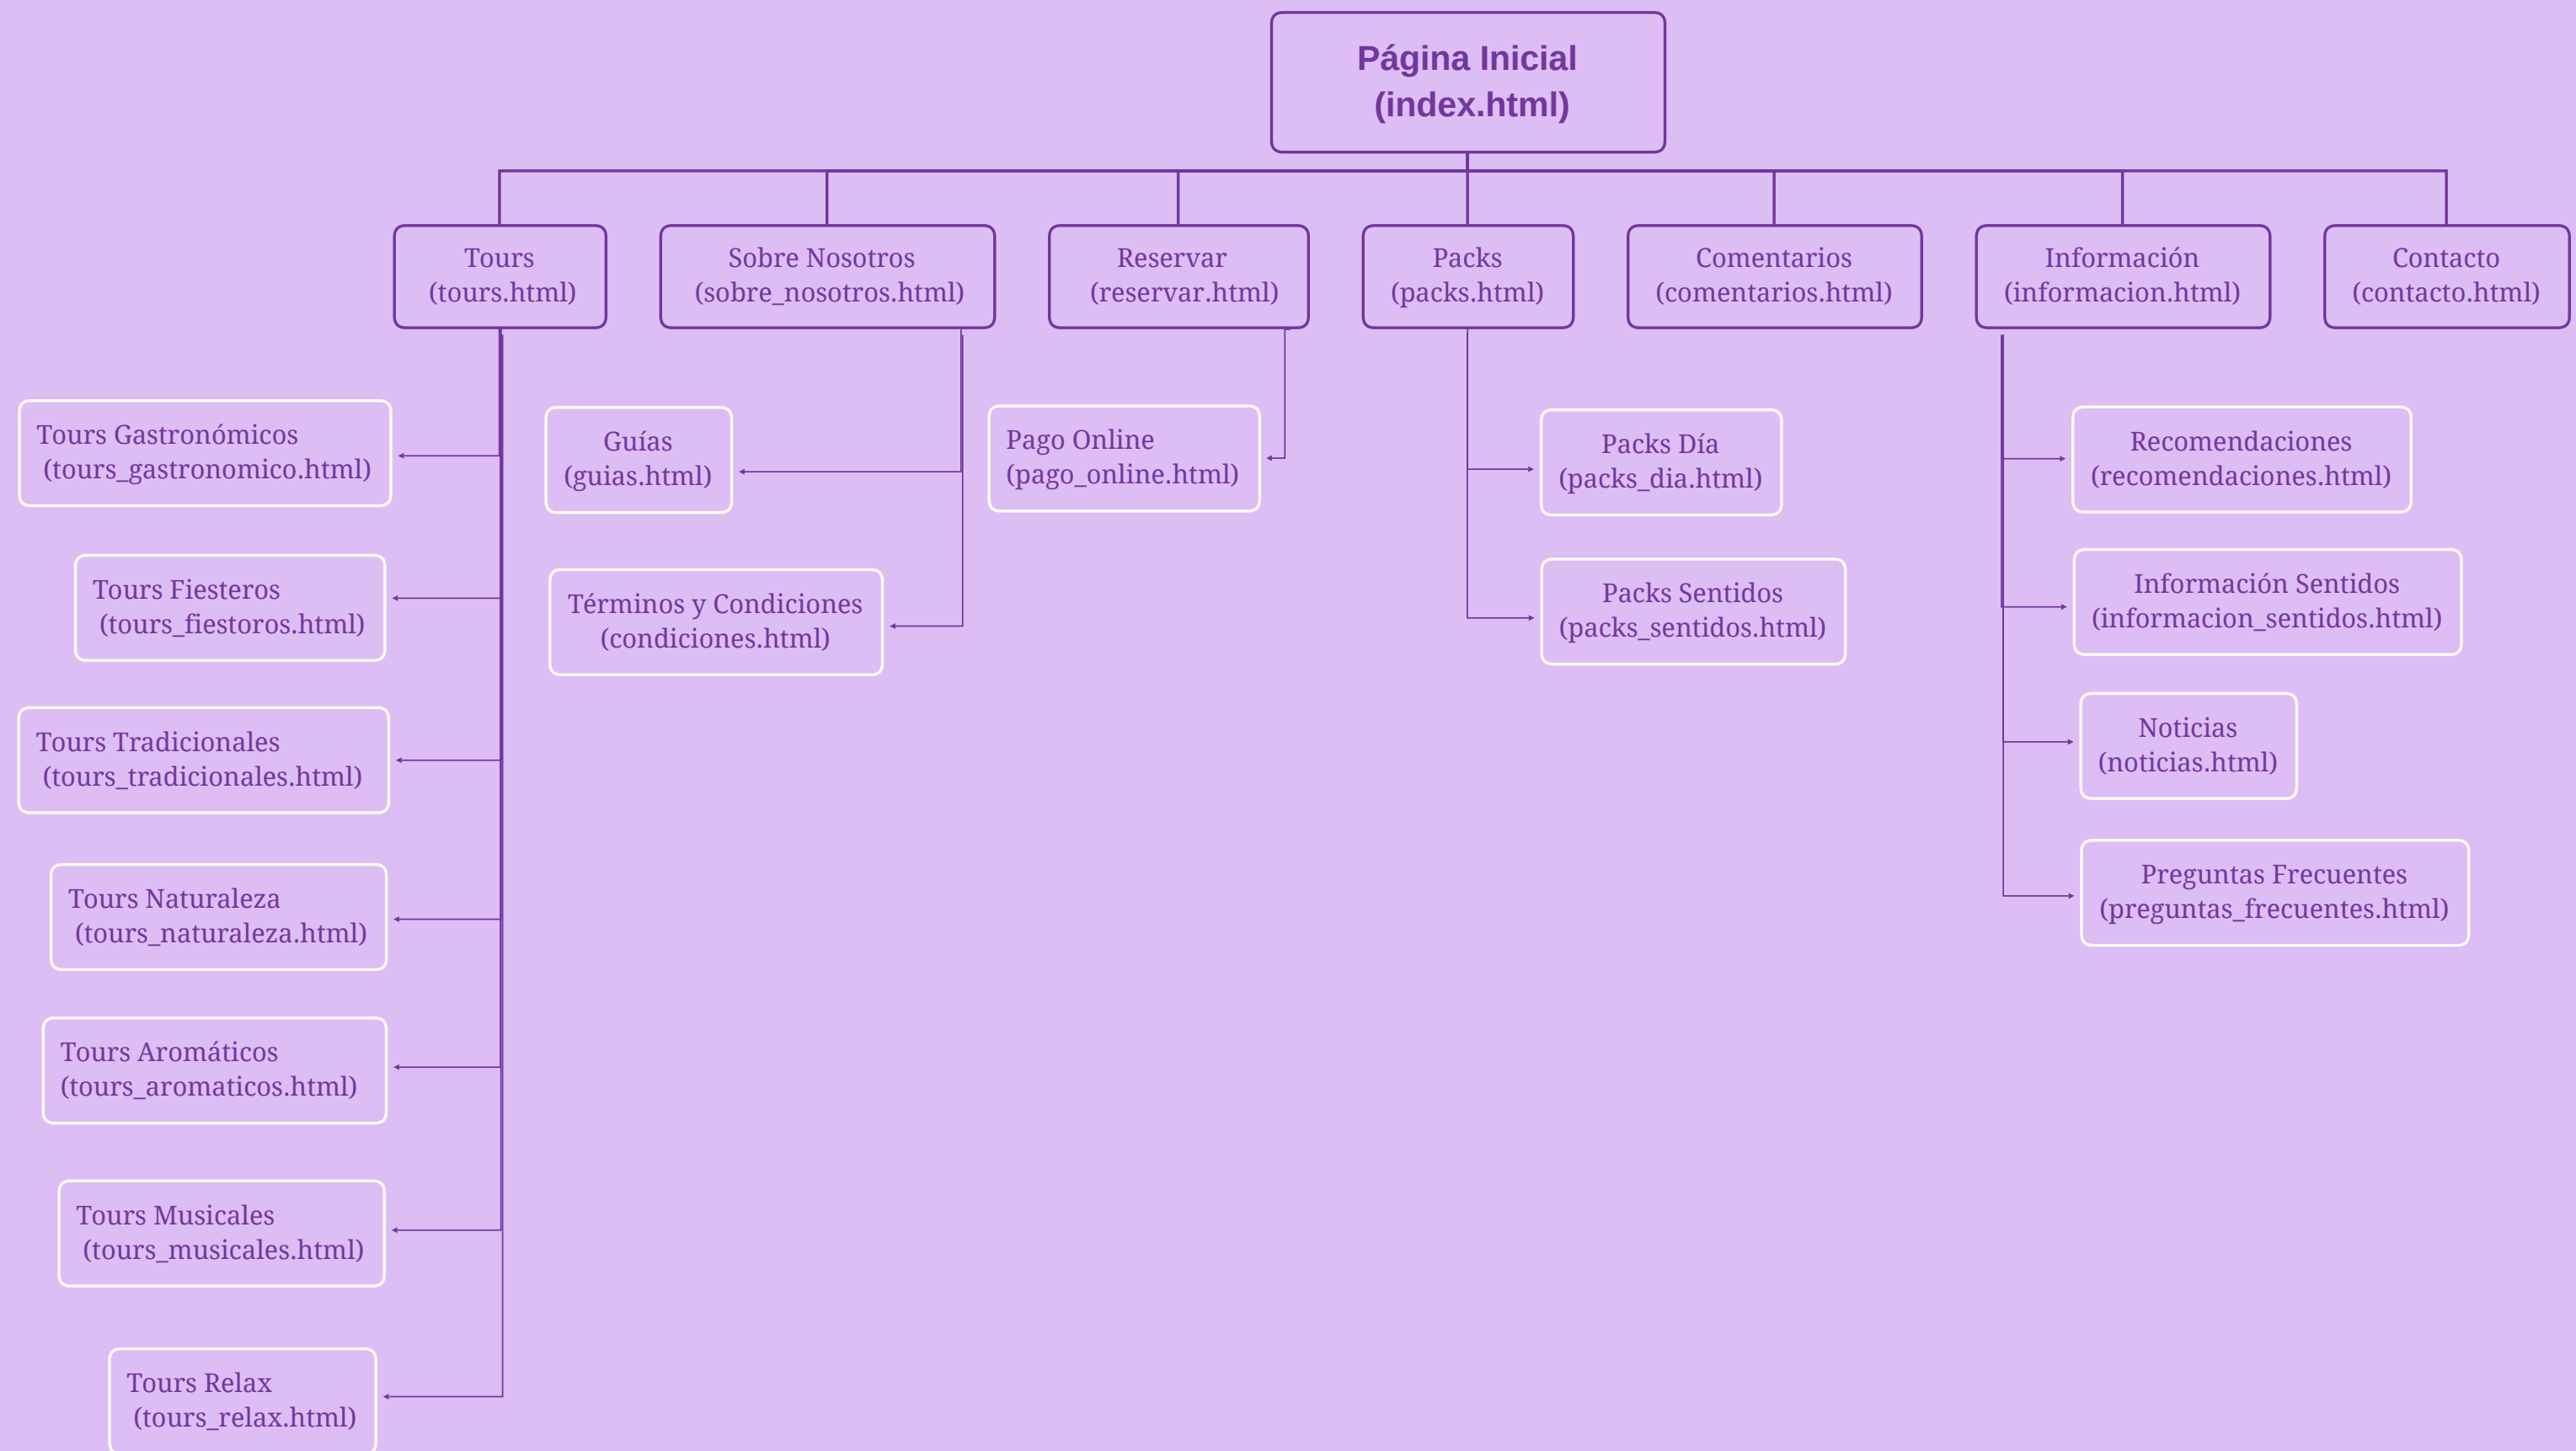 Página Inicial
(index.html)
Tours
(tours.html)
Sobre Nosotros
(sobre_nosotros.html)
Reservar
(reservar.html)
Packs
(packs.html)
Comentarios
(comentarios.html)
Información
(informacion.html)
Contacto
(contacto.html)
Tours Gastronómicos
(tours_gastronomico.html)
Tours Fiesteros
(tours_fiestoros.html)
Tours Tradicionales
(tours_tradicionales.html)
Tours Naturaleza
(tours_naturaleza.html)
Tours Aromáticos
(tours_aromaticos.html)
Tours Musicales
(tours_musicales.html)
Tours Relax
(tours_relax.html)
Guías
(guias.html)
Términos y Condiciones
(condiciones.html)
Pago Online
(pago_online.html)
Packs Día
(packs_dia.html)
Packs Sentidos
(packs_sentidos.html)
Recomendaciones
(recomendaciones.html)
Información Sentidos
(informacion_sentidos.html)
Noticias
(noticias.html)
Preguntas Frecuentes
(preguntas_frecuentes.html)